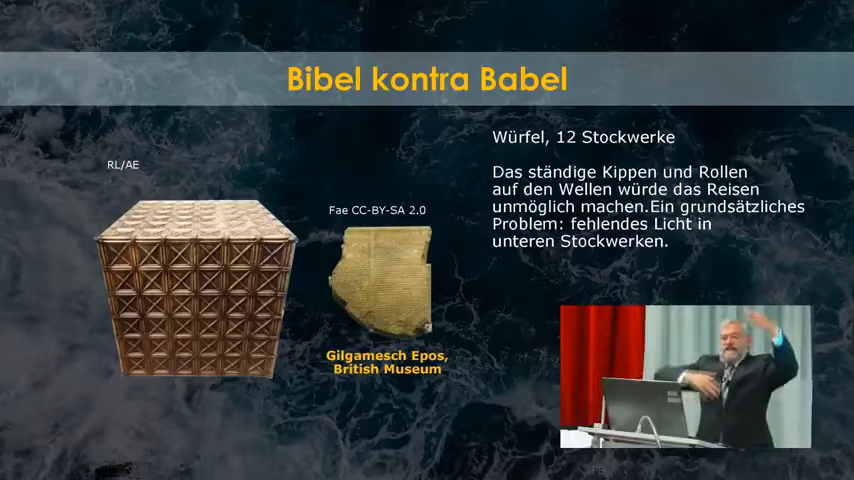 Bibel kontra Babel
RL/AE
Fae CC-BY-SA 2.0
Gilgamesch Epos,
British Museum
Würfel, 12 Stockwerke
Das ständige Kippen und Rollen
auf den Wellen würde das Reisen
unmöglich machen.Ein grundsätzliches
Problem: fehlendes Licht in
unteren Stockwerken.